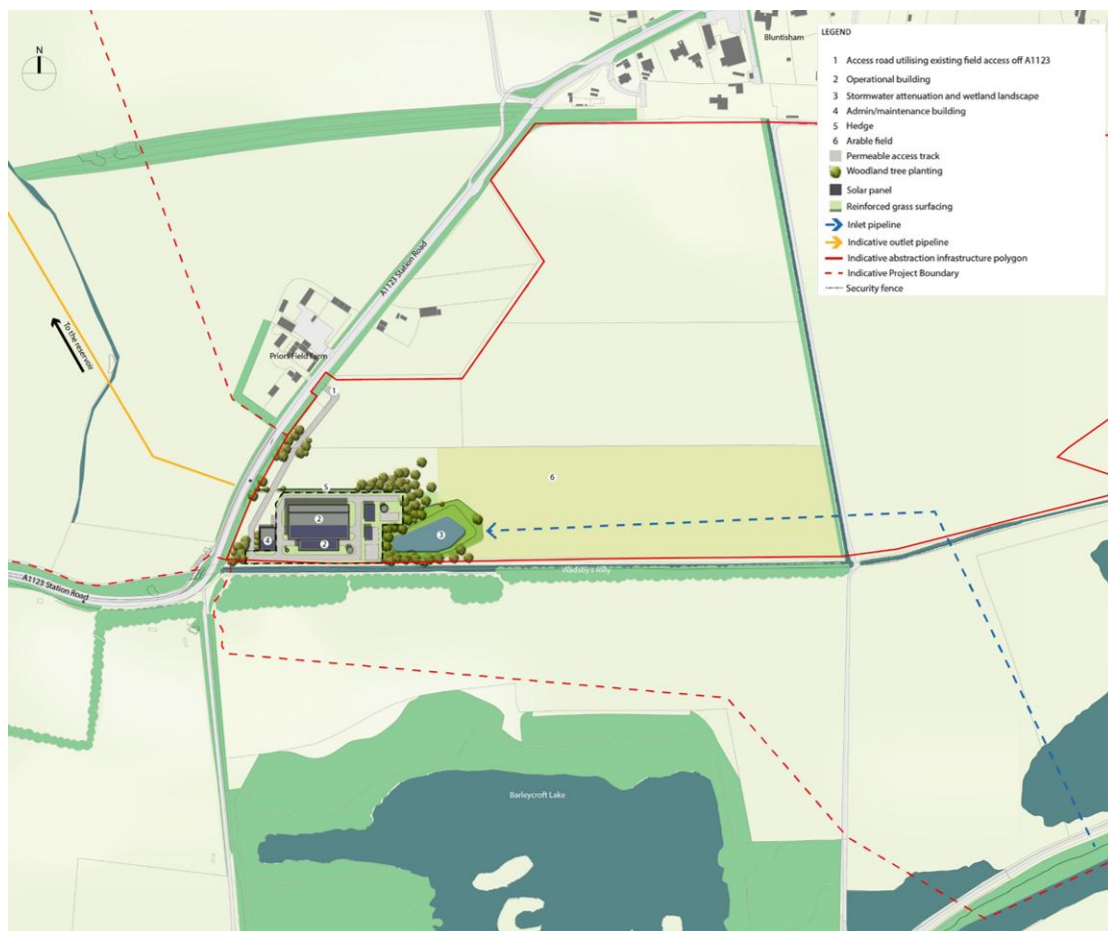 N
Bluntisham
LEGEND
1 Access road utilising existing field access off A1123
2 Operational building
3 Stormwater attenuation and wetland landscape
4 Admin/maintenance building
5 Hedge
6 Arable field
Permeable access track
Woodland tree planting
Solar panel
Reinforced grass surfacing
Inlet pipeline
Indicative outlet pipeline
Indicative abstraction infrastructure polygon
Indicative Project Boundary
Security fence
A1123 Station Road
To the reservoir
Priors Field Farm
1
5
6
2
3
4
2
A1123 Station Road
Barleycroft Lake